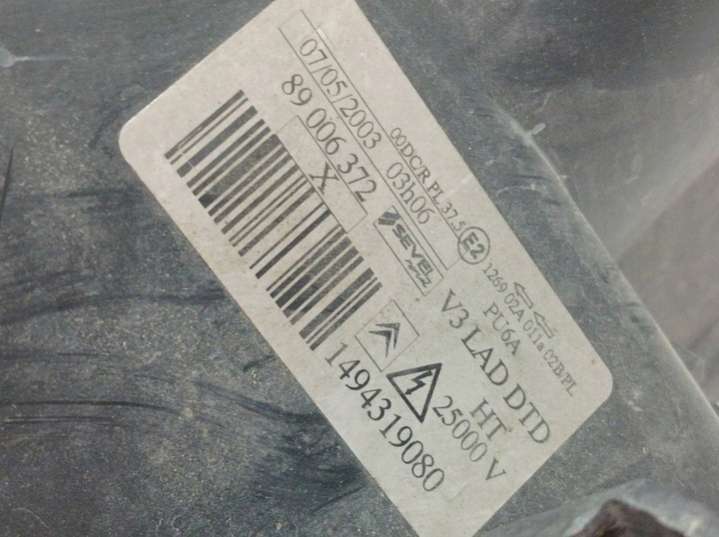 07/05/2003 03h06
89 006 372
X
SEVEL
00DC/R PL 37.5 E2 1269 02A 011a 02B/PL
PU6A
V3 LAD DTD
HT
25000 V
1494319080